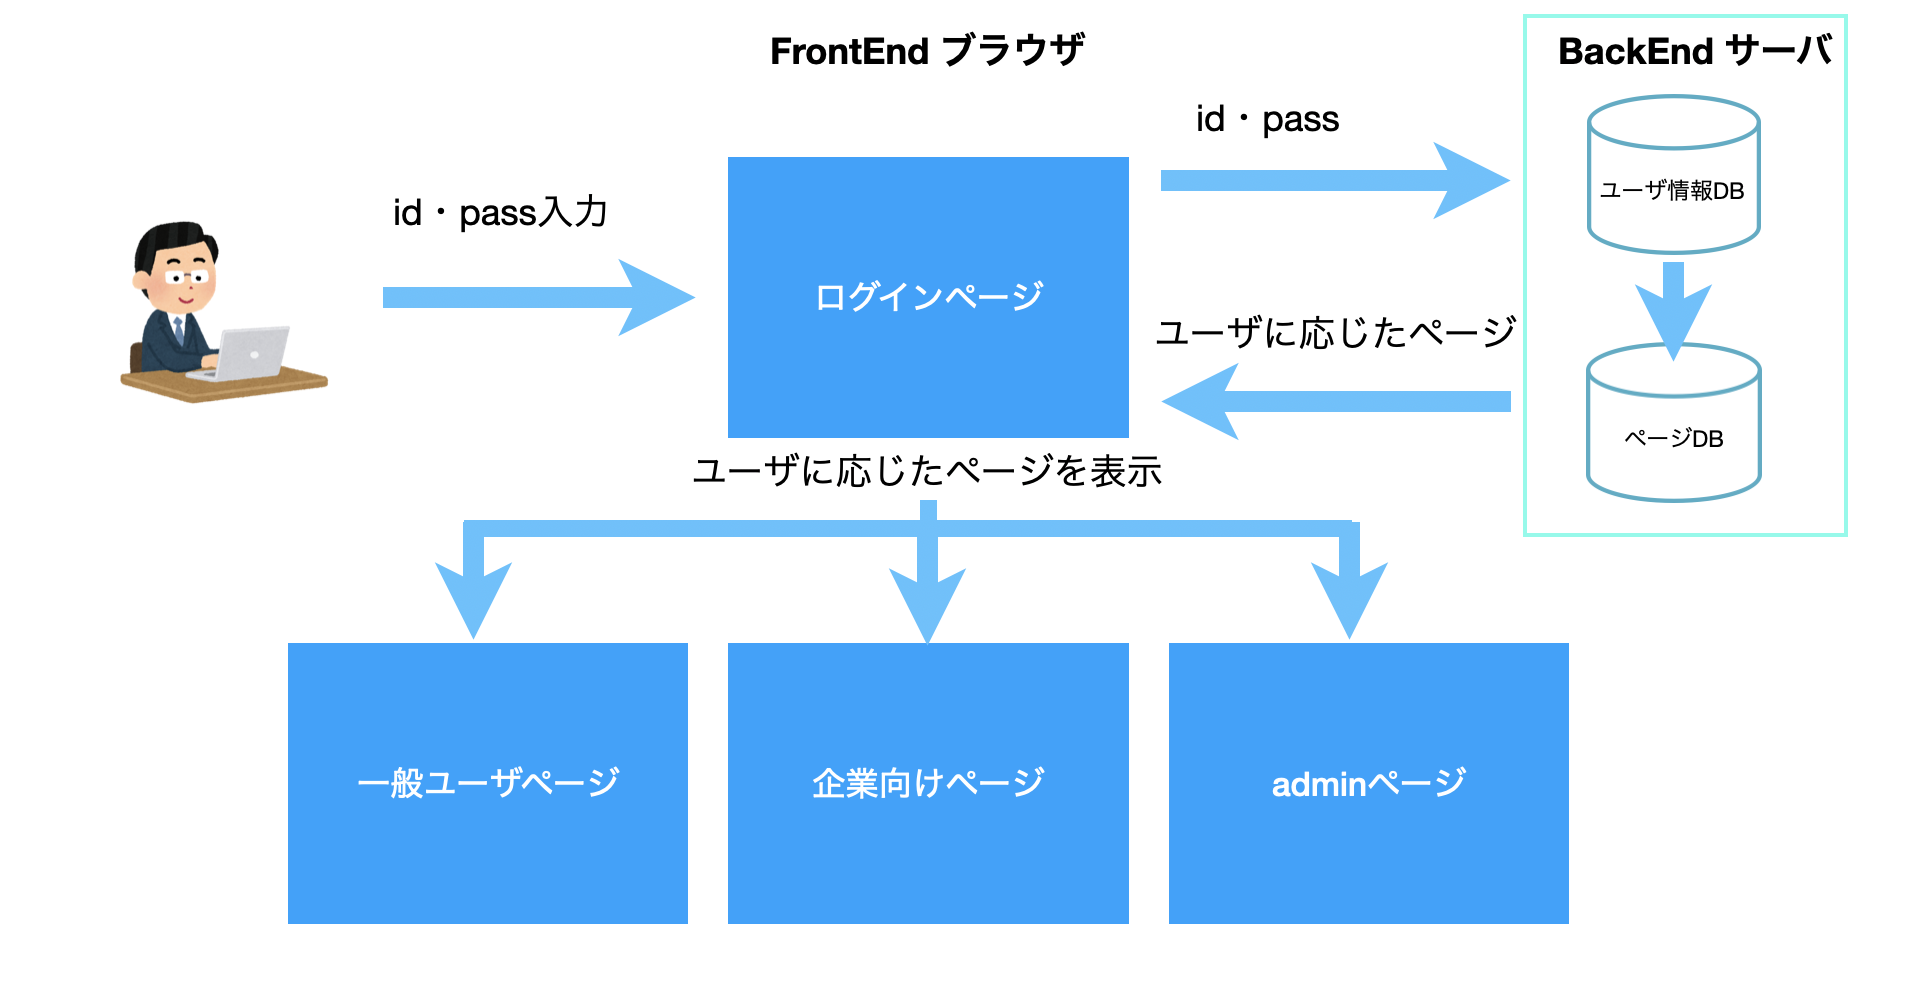 FrontEnd ブラウザ
BackEnd サーバ
id・pass
id・pass入力
ユーザ情報DB
ログインページ
ユーザに応じたページ
ページDB
ユーザに応じたページを表示
一般ユーザページ
企業向けページ
adminページ